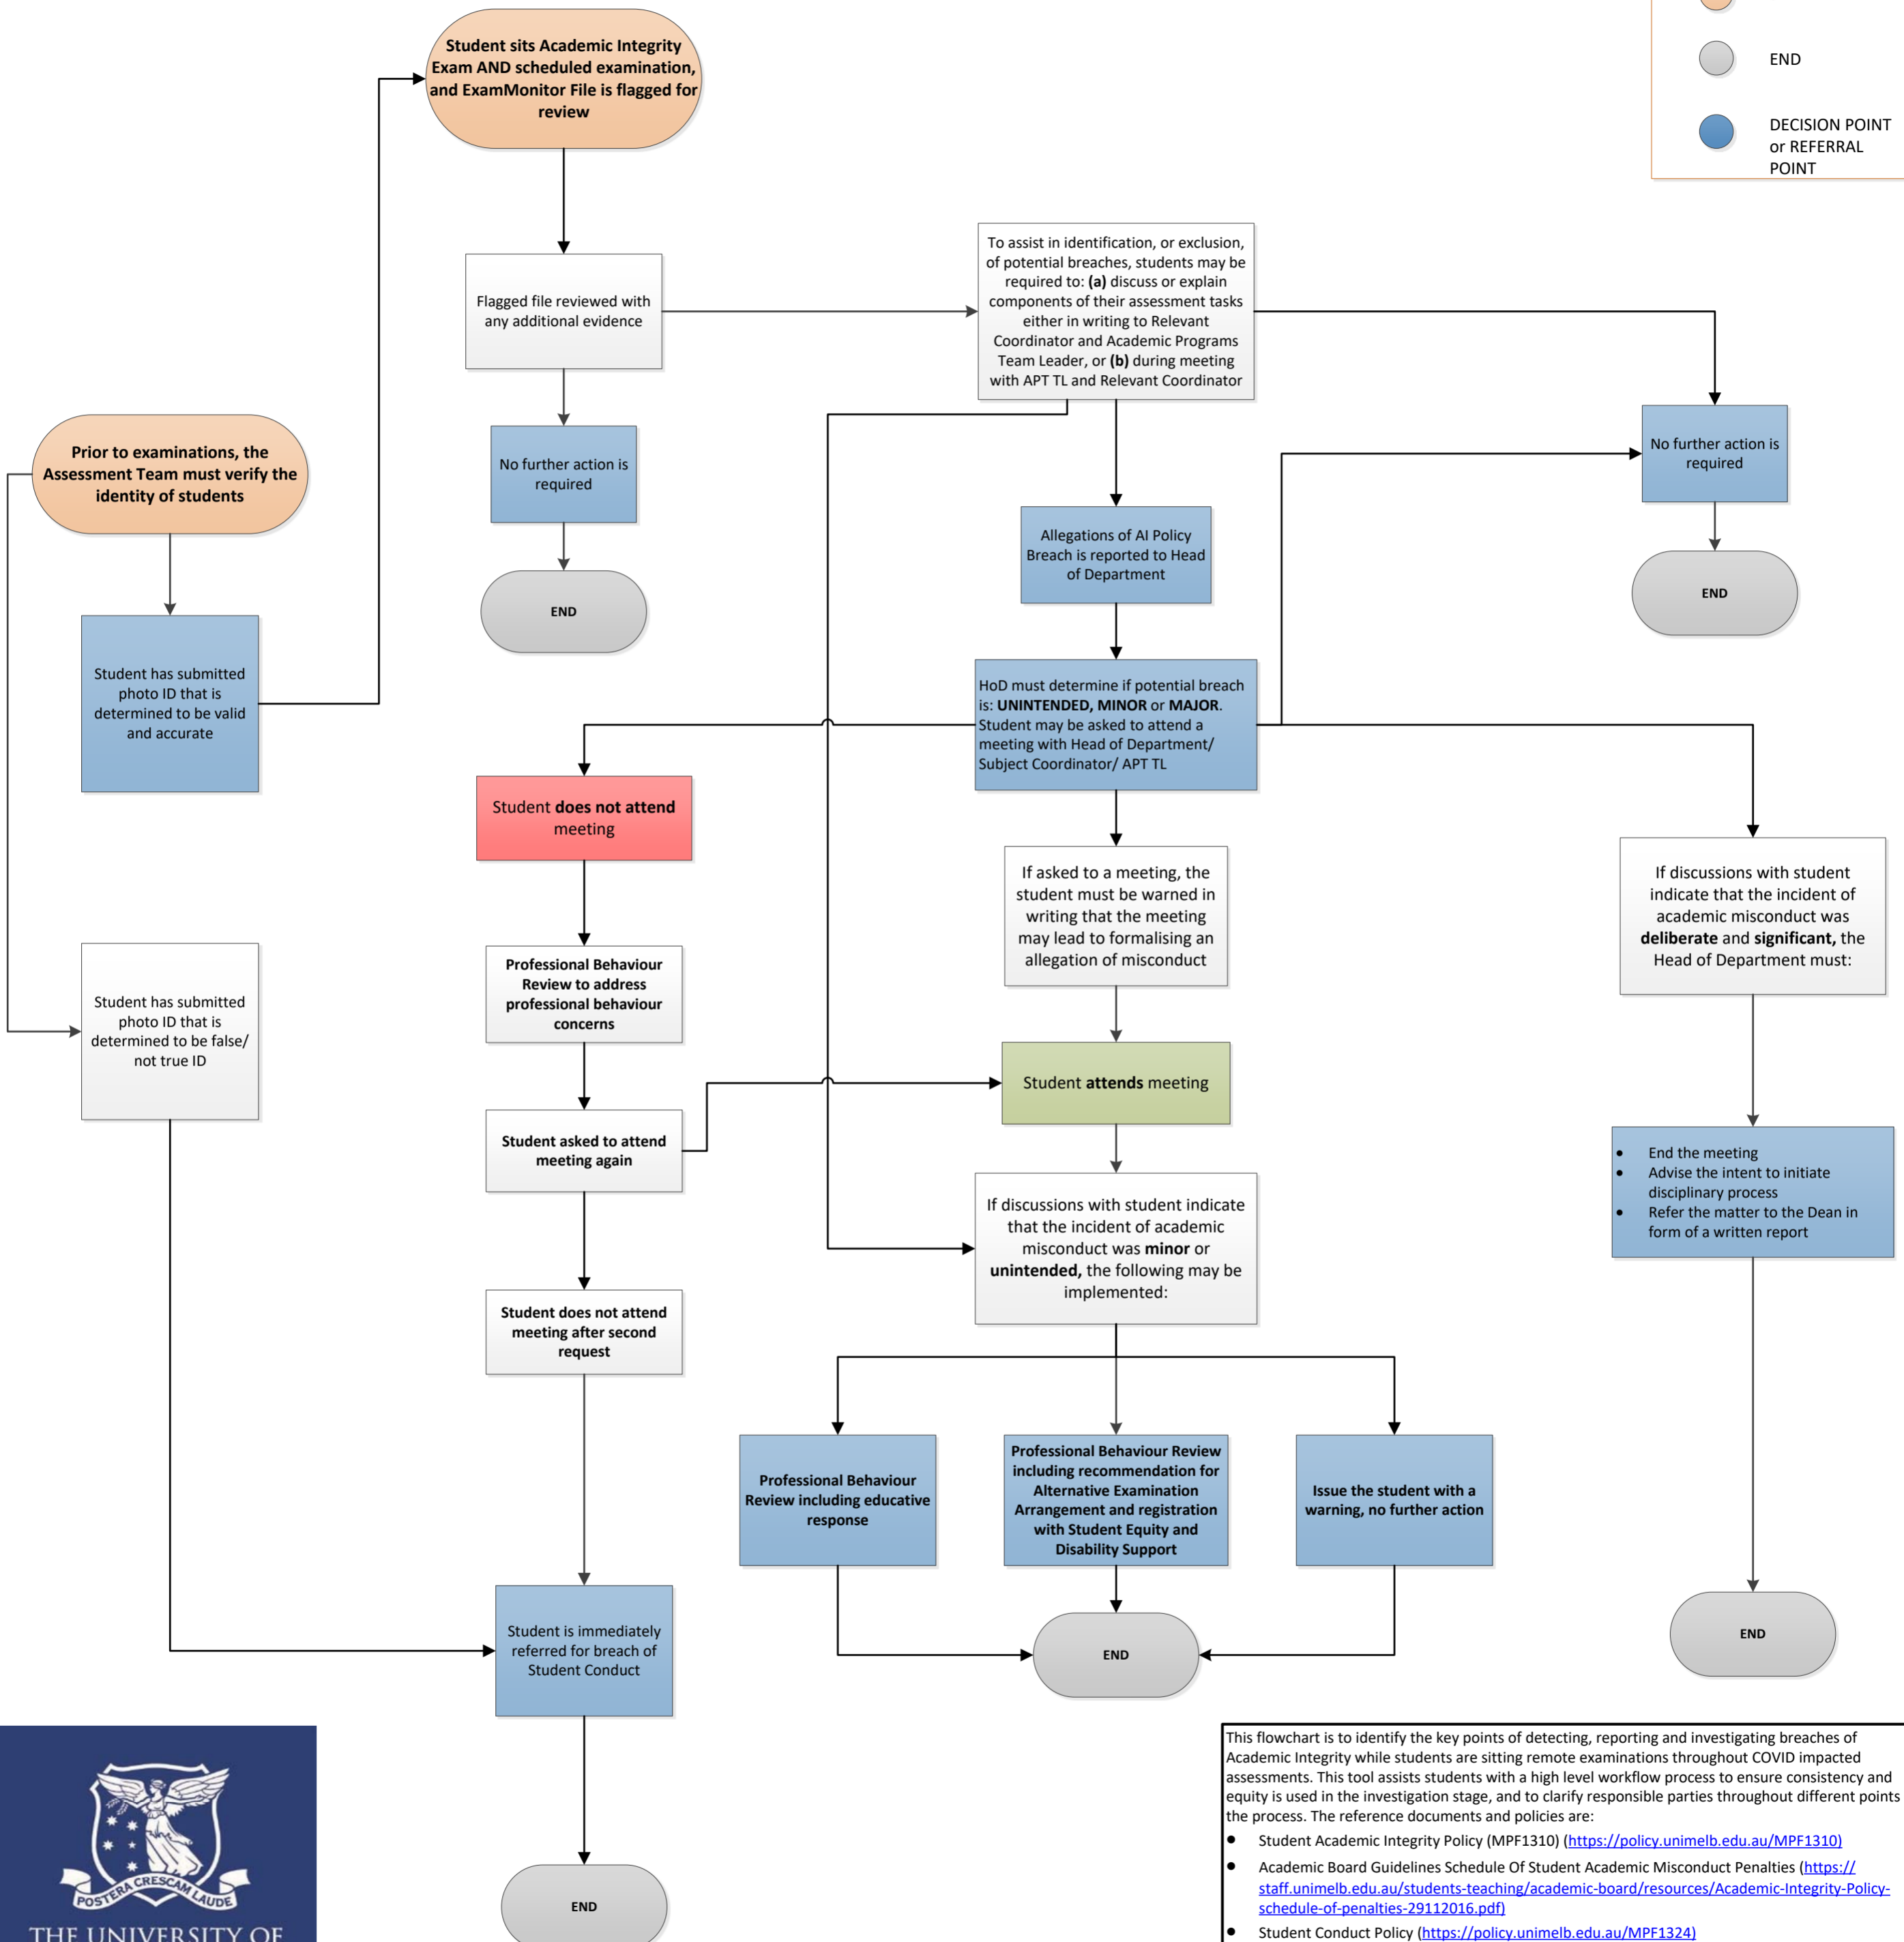 Student sits Academic Integrity
Exam AND scheduled examination,
and ExamMonitor File is flagged for
review
END
DECISION POINT
or REFERRAL
POINT
To assist in identification, or exclusion,
of potential breaches, students may be
required to: (a) discuss or explain
components of their assessment tasks
either in writing to Relevant
Coordinator and Academic Programs
Team Leader, or (b) during meeting
with APT TL and Relevant Coordinator
Flagged file reviewed with
any additional evidence
Prior to examinations, the
Assessment Team must verify the
identity of students
No further action is
required
No further action is
required
Allegations of AI Policy
Breach is reported to Head
of Department
END
END
Student has submitted
photo ID that is
determined to be valid
and accurate
HoD must determine if potential breach
is: UNINTENDED, MINOR or MAJOR.
Student may be asked to attend a
meeting with Head of Department/
Subject Coordinator/ APT TL
Student does not attend
meeting
If asked to a meeting, the
student must be warned in
writing that the meeting
may lead to formalising an
allegation of misconduct
If discussions with student
indicate that the incident of
academic misconduct was
deliberate and significant, the
Head of Department must:
Professional Behaviour
Review to address
professional behaviour
concerns
Student has submitted
photo ID that is
determined to be false/
not true ID
Student attends meeting
Student asked to attend
meeting again
• End the meeting
• Advise the intent to initiate
disciplinary process
• Refer the matter to the Dean in
form of a written report
If discussions with student indicate
that the incident of academic
misconduct was minor or
unintended, the following may be
implemented:
Student does not attend
meeting after second
request
Professional Behaviour
Review including educative
response
Professional Behaviour Review
including recommendation for
Alternative Examination
Arrangement and registration
with Student Equity and
Disability Support
Issue the student with a
warning, no further action
Student is immediately
referred for breach of
Student Conduct
END
END
END
This flowchart is to identify the key points of detecting, reporting and investigating breaches of
Academic Integrity while students are sitting remote examinations throughout COVID impacted
assessments. This tool assists students with a high level workflow process to ensure consistency and
equity is used in the investigation stage, and to clarify responsible parties throughout different points
the process. The reference documents and policies are:
• Student Academic Integrity Policy (MPF1310) (https://policy.unimelb.edu.au/MPF1310)
• Academic Board Guidelines Schedule Of Student Academic Misconduct Penalties (https://
staff.unimelb.edu.au/students-teaching/academic-board/resources/Academic-Integrity-Policy-
schedule-of-penalties-29112016.pdf)
• Student Conduct Policy (https://policy.unimelb.edu.au/MPF1324)
POSTERA CRESCAM LAUDE
THE UNIVERSITY OF